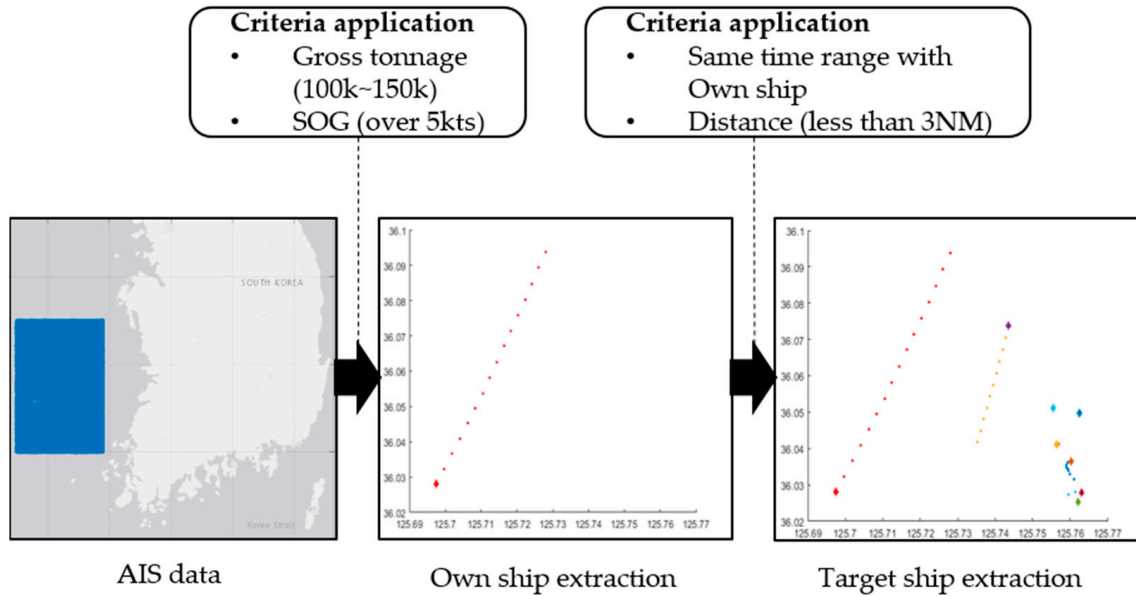 Criteria application
• Gross tonnage
(100k~150k)
• SOG (over 5kts)
Criteria application
• Same time range with
Own ship
• Distance (less than 3NM)
SOUTH KOREA
Korea Strait
36.1
36.09
36.08
36.07
36.06
36.05
36.04
36.03
36.02
125.69 125.7 125.71 125.72 125.73 125.74 125.75 125.76 125.77
36.1
36.09
36.08
36.07
36.06
36.05
36.04
36.03
36.02
125.69 125.7 125.71 125.72 125.73 125.74 125.75 125.76 125.77
AIS data
Own ship extraction
Target ship extraction